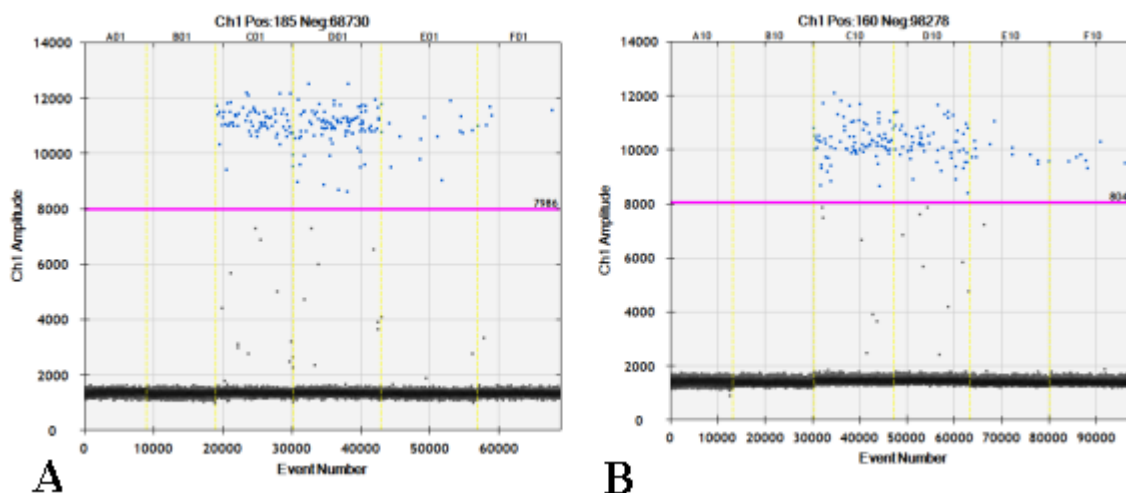 Ch1 Pos:185 Neg:68730
A01 B01 C01 D01 E01 F01
14000
12000
10000
8000
7986
6000
4000
2000
0
Ch1 Amplitude
0 10000 20000 30000 40000 50000 60000
Event Number
A
Ch1 Pos:160 Neg:98278
A10 B10 C10 D10 E10 F10
14000
12000
10000
8000
804
6000
4000
2000
0
Ch1 Amplitude
0 10000 20000 30000 40000 50000 60000 70000 80000 90000
Event Number
B